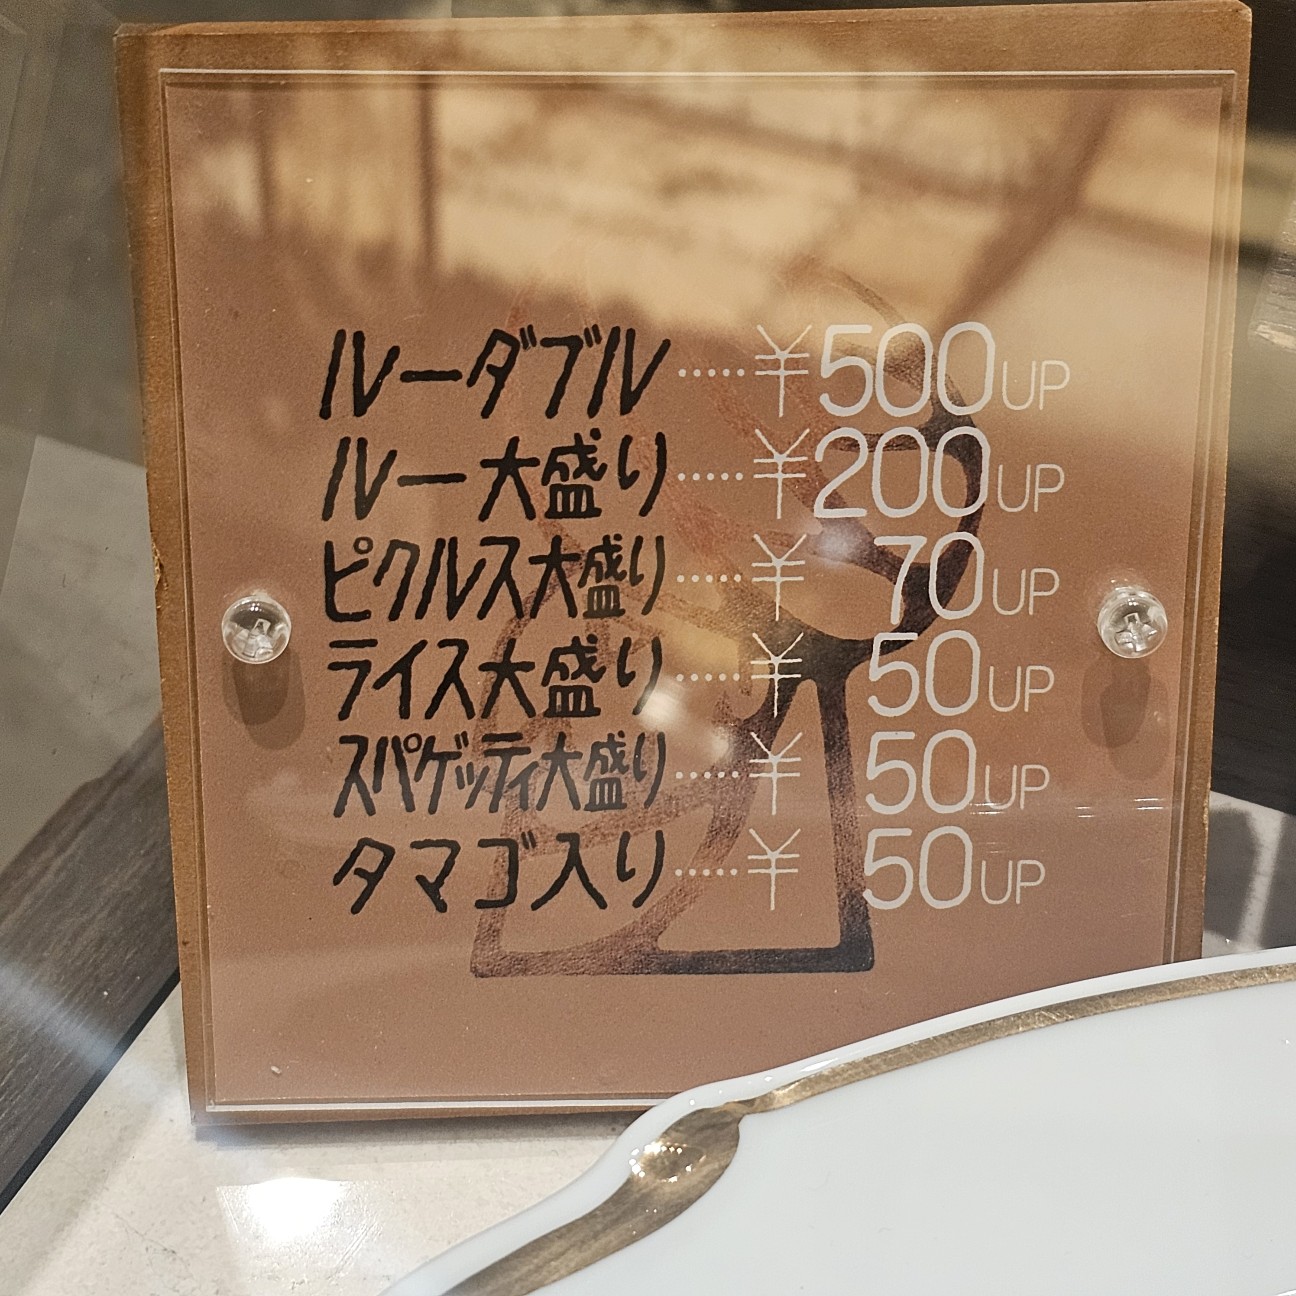 ルーダブル·····¥500UP
ルー大盛り·····¥200UP
ピクルス大盛り·····¥70UP
ライス大盛り·····¥50UP
スパゲッティ大盛り·····¥50UP
タマゴ入り·····¥50UP